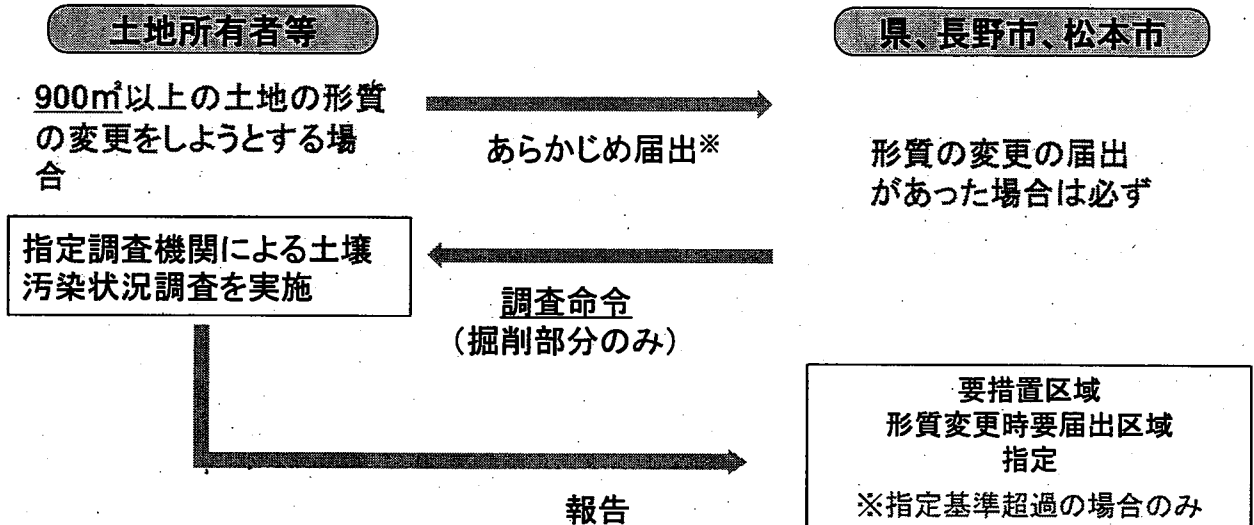 土地所有者等
県、長野市、松本市
900㎡以上の土地の形質
の変更をしようとする場
合
あらかじめ届出※
形質の変更の届出
があった場合は必ず
指定調査機関による土壌
汚染状況調査を実施
調査命令
(掘削部分のみ)
要措置区域
形質変更時要届出区域
指定
※指定基準超過の場合のみ
報告